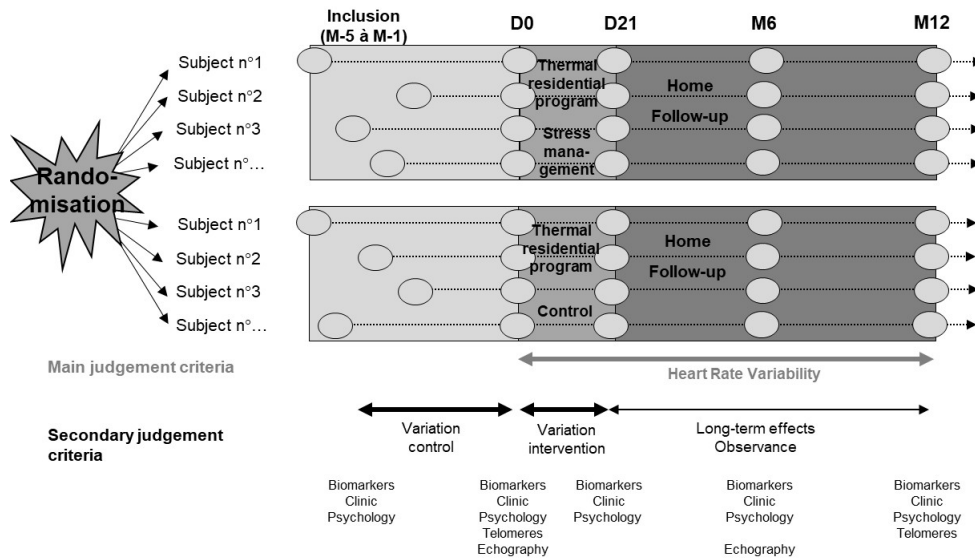 Inclusion
(M-5 à M-1)
D0
D21
M6
M12
Rando-
misation
Subject n°1
Subject n°2
Subject n°3
Subject n°…
Thermal
residential
program
Stress
mana-
gement
Home
Follow-up
Subject n°1
Subject n°2
Subject n°3
Subject n°…
Thermal
residential
program
Control
Home
Follow-up
Main judgement criteria
Heart Rate Variability
Secondary judgement
criteria
Variation
control
Variation
intervention
Long-term effects
Observance
Biomarkers
Clinic
Psychology
Biomarkers
Clinic
Psychology
Telomeres
Echography
Biomarkers
Clinic
Psychology
Biomarkers
Clinic
Psychology
Echography
Biomarkers
Clinic
Psychology
Telomeres